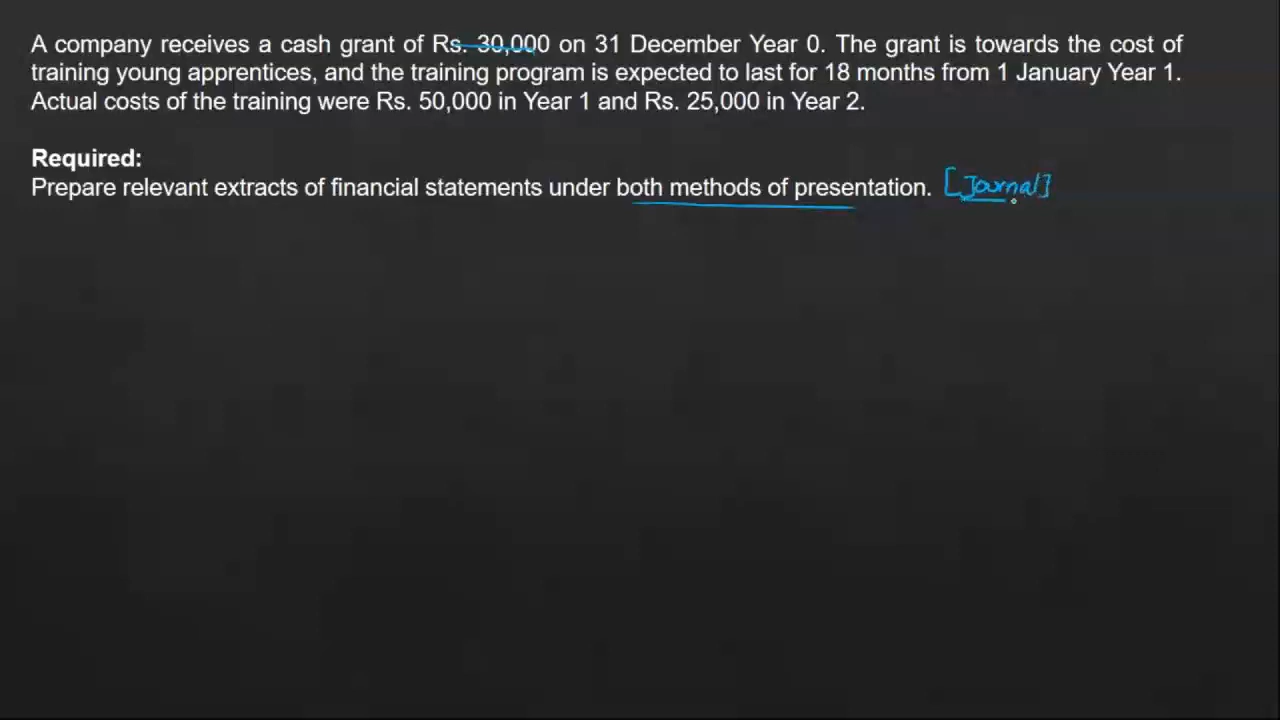 A company receives a cash grant of Rs. 30,000 on 31 December Year 0. The grant is towards the cost of
training young apprentices, and the training program is expected to last for 18 months from 1 January Year 1.
Actual costs of the training were Rs. 50,000 in Year 1 and Rs. 25,000 in Year 2.
Required:
Prepare relevant extracts of financial statements under both methods of presentation. [Journal]